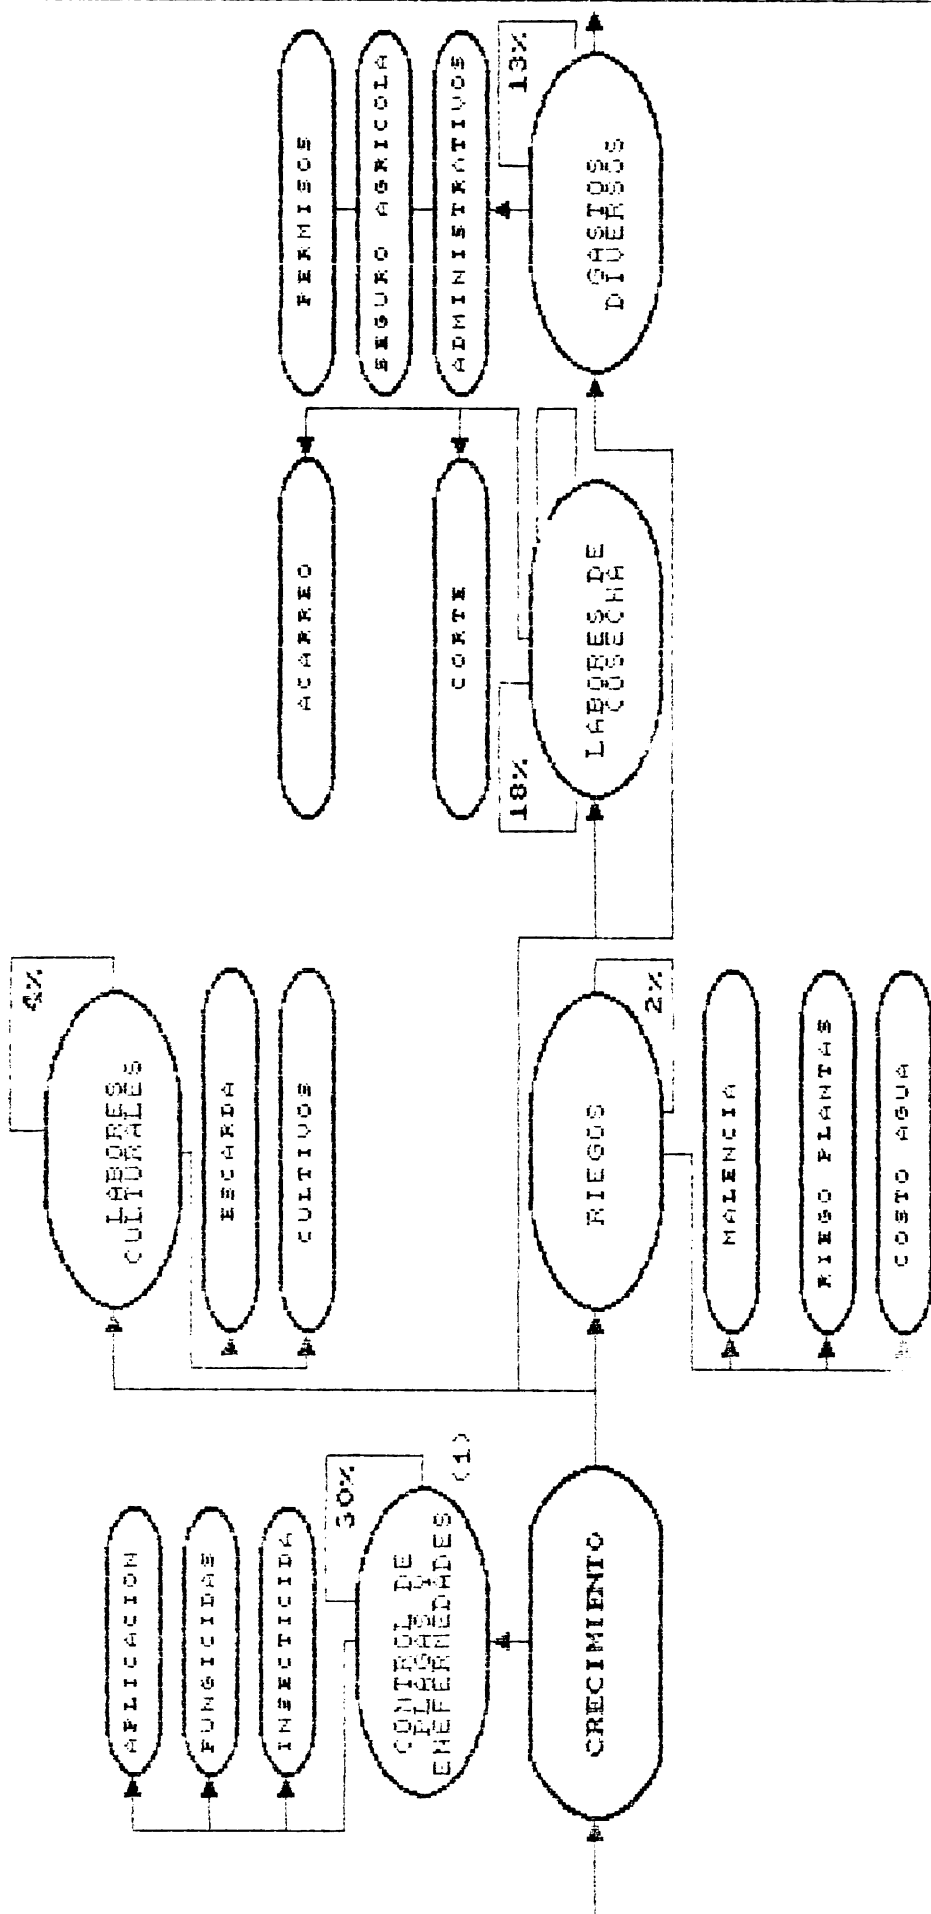 APLICACION
FUNGICIDAS
INSECTICIDA
30%
CONTROL DE
PLAGAS Y
ENEFERMEDADES
(1)
CRECIMIENTO
4%
LABORES
CULTURALES
ESCARDA
CULTIVOS
RIEGOS
2%
MALENCIA
RIEGO PLANTAS
COSTO AGUA
ACARREO
CORTE
18%
LABORES DE
COSECHA
PERMISOS
SEGURO AGRICOLA
ADMINISTRATIVOS
13%
GASTOS
DIVERSOS